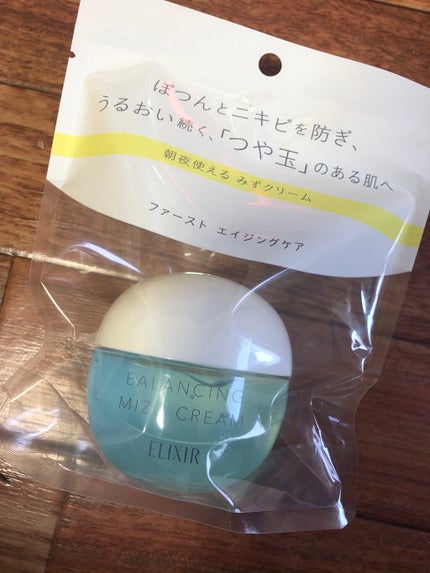 ぽつんとニキビを防ぎ、
うるおい続く、「つや玉」のある肌へ
朝夜使える みずクリーム
ファースト エイジングケア
BALANCING
MIZU CREAM
ELIXIR